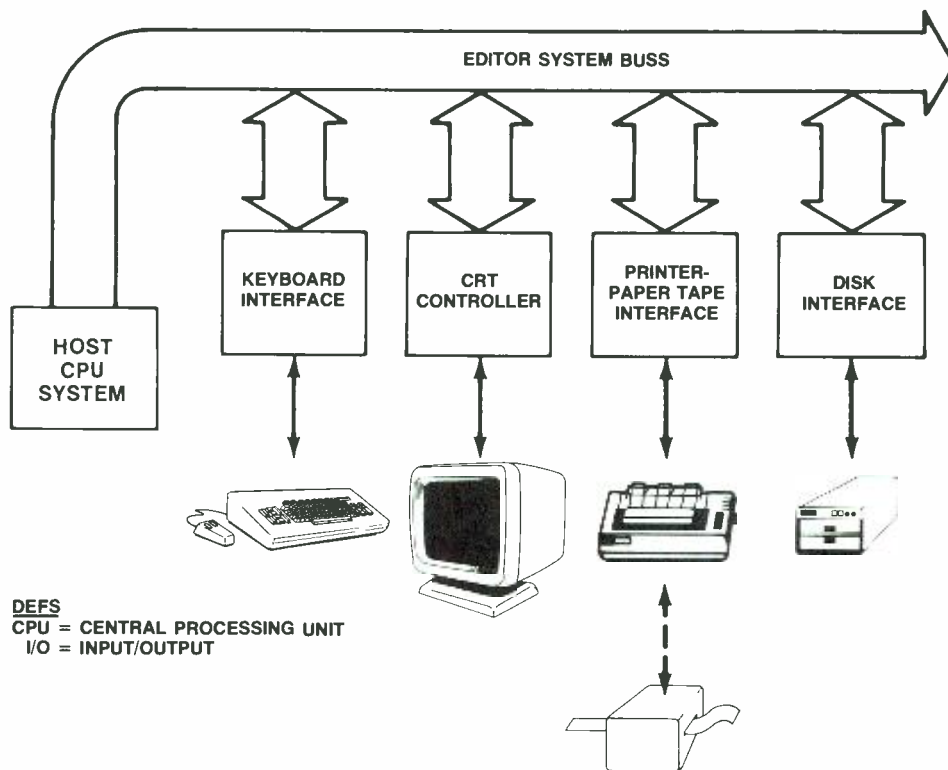 EDITOR SYSTEM BUSS
KEYBOARD
INTERFACE
CRT
CONTROLLER
PRINTER-
PAPER TAPE
INTERFACE
DISK
INTERFACE
HOST
CPU
SYSTEM
DEFS
CPU = CENTRAL PROCESSING UNIT
I/O = INPUT/OUTPUT